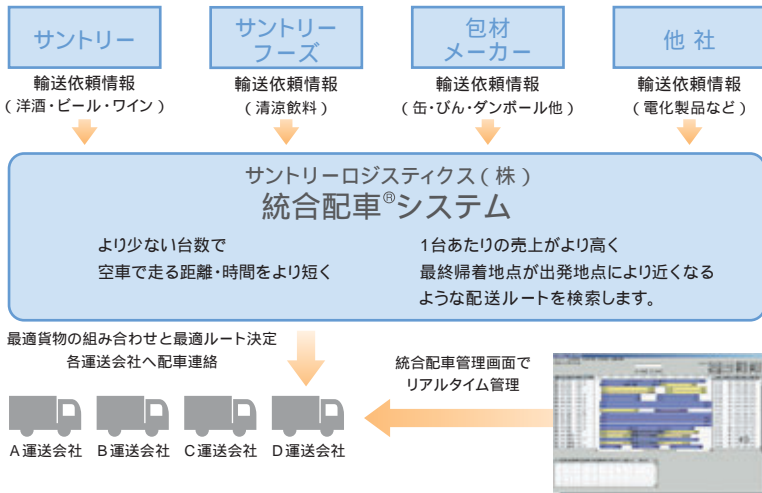 サントリー
サントリー
フーズ
包材
メーカー
他 社
輸送依頼情報
(洋酒・ビール・ワイン)
輸送依頼情報
(清涼飲料)
輸送依頼情報
(缶・びん・ダンボール他)
輸送依頼情報
(電化製品など)
サントリーロジスティクス(株)
統合配車®システム
より少ない台数で
空車で走る距離・時間をより短く
1台あたりの売上がより高く
最終帰着地点が出発地点により近くなる
ような配送ルートを検索します。
最適貨物の組み合わせと最適ルート決定
各運送会社へ配車連絡
統合配車管理画面で
リアルタイム管理
A運送会社
B運送会社
C運送会社
D運送会社